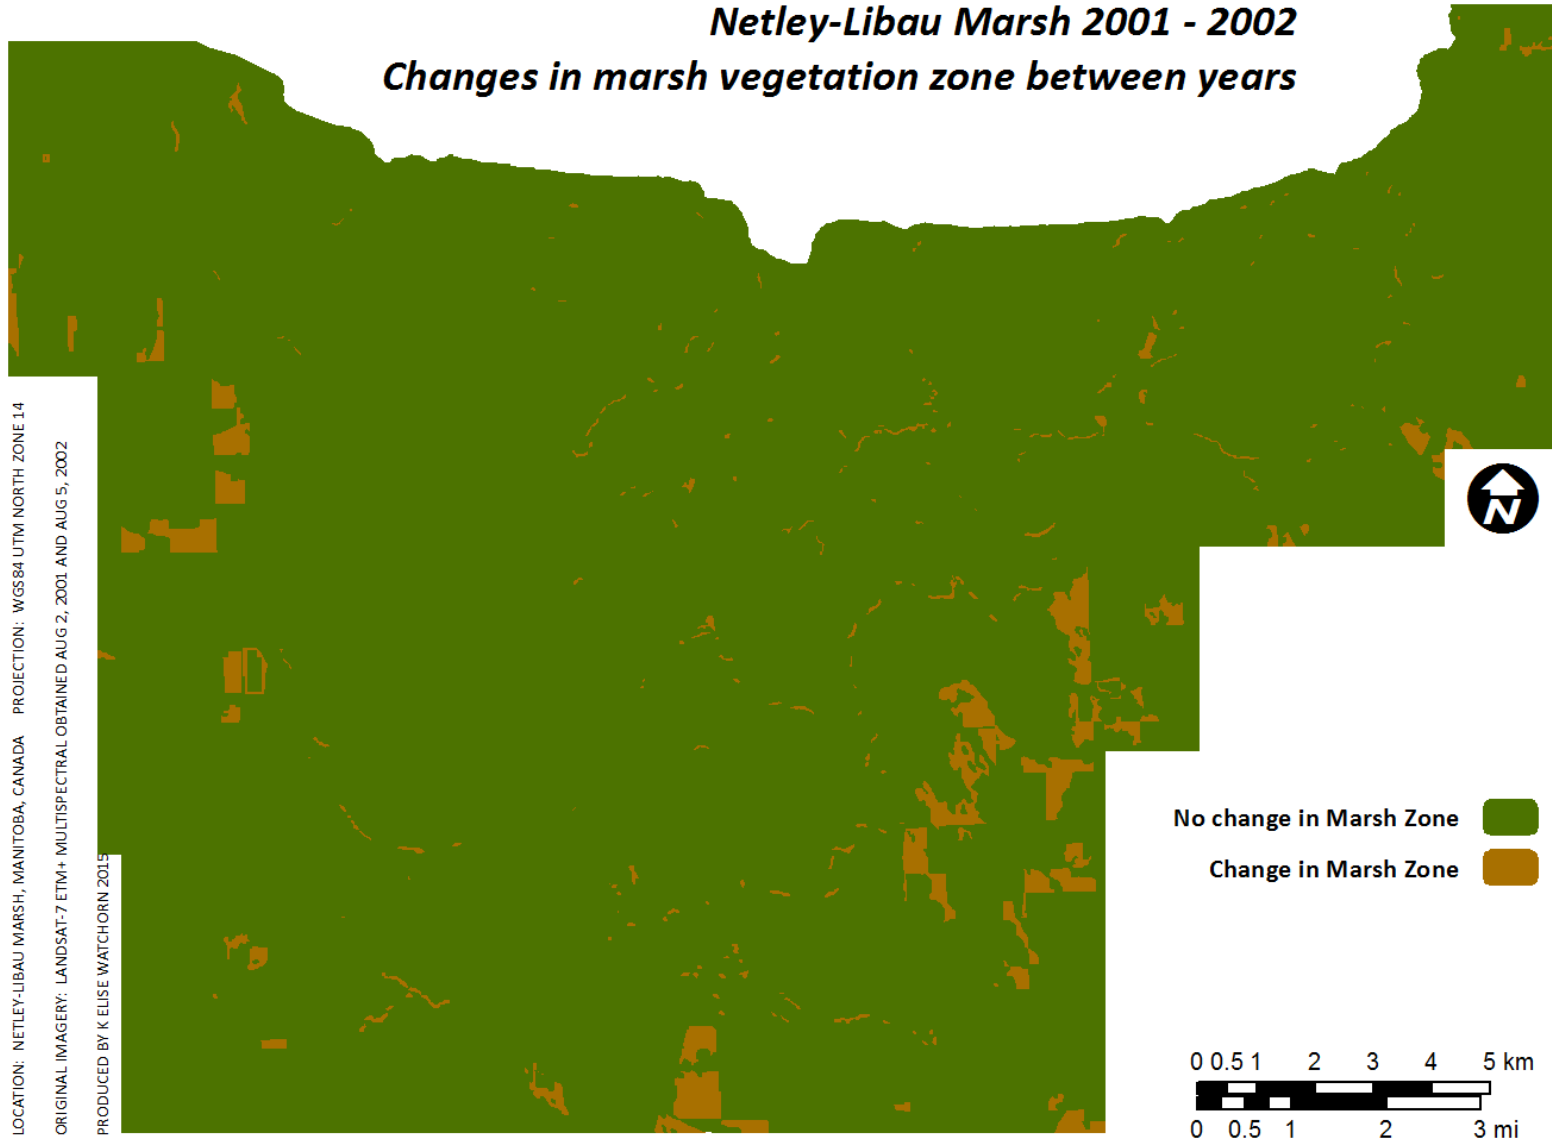 Netley-Libau Marsh 2001 - 2002
Changes in marsh vegetation zone between years
LOCATION: NETLEY-LIBAU MARSH, MANITOBA, CANADA PROJECTION: WGS84 UTM NORTH ZONE 14
ORIGINAL IMAGERY: LANDSAT-7 ETM+ MULTISPECTRAL OBTAINED AUG 2, 2001 AND AUG 5, 2002
PRODUCED BY K ELISE WATCHORN 2015
N
No change in Marsh Zone
Change in Marsh Zone
0 0.5 1 2 3 4 5 km
0 0.5 1 2 3 mi